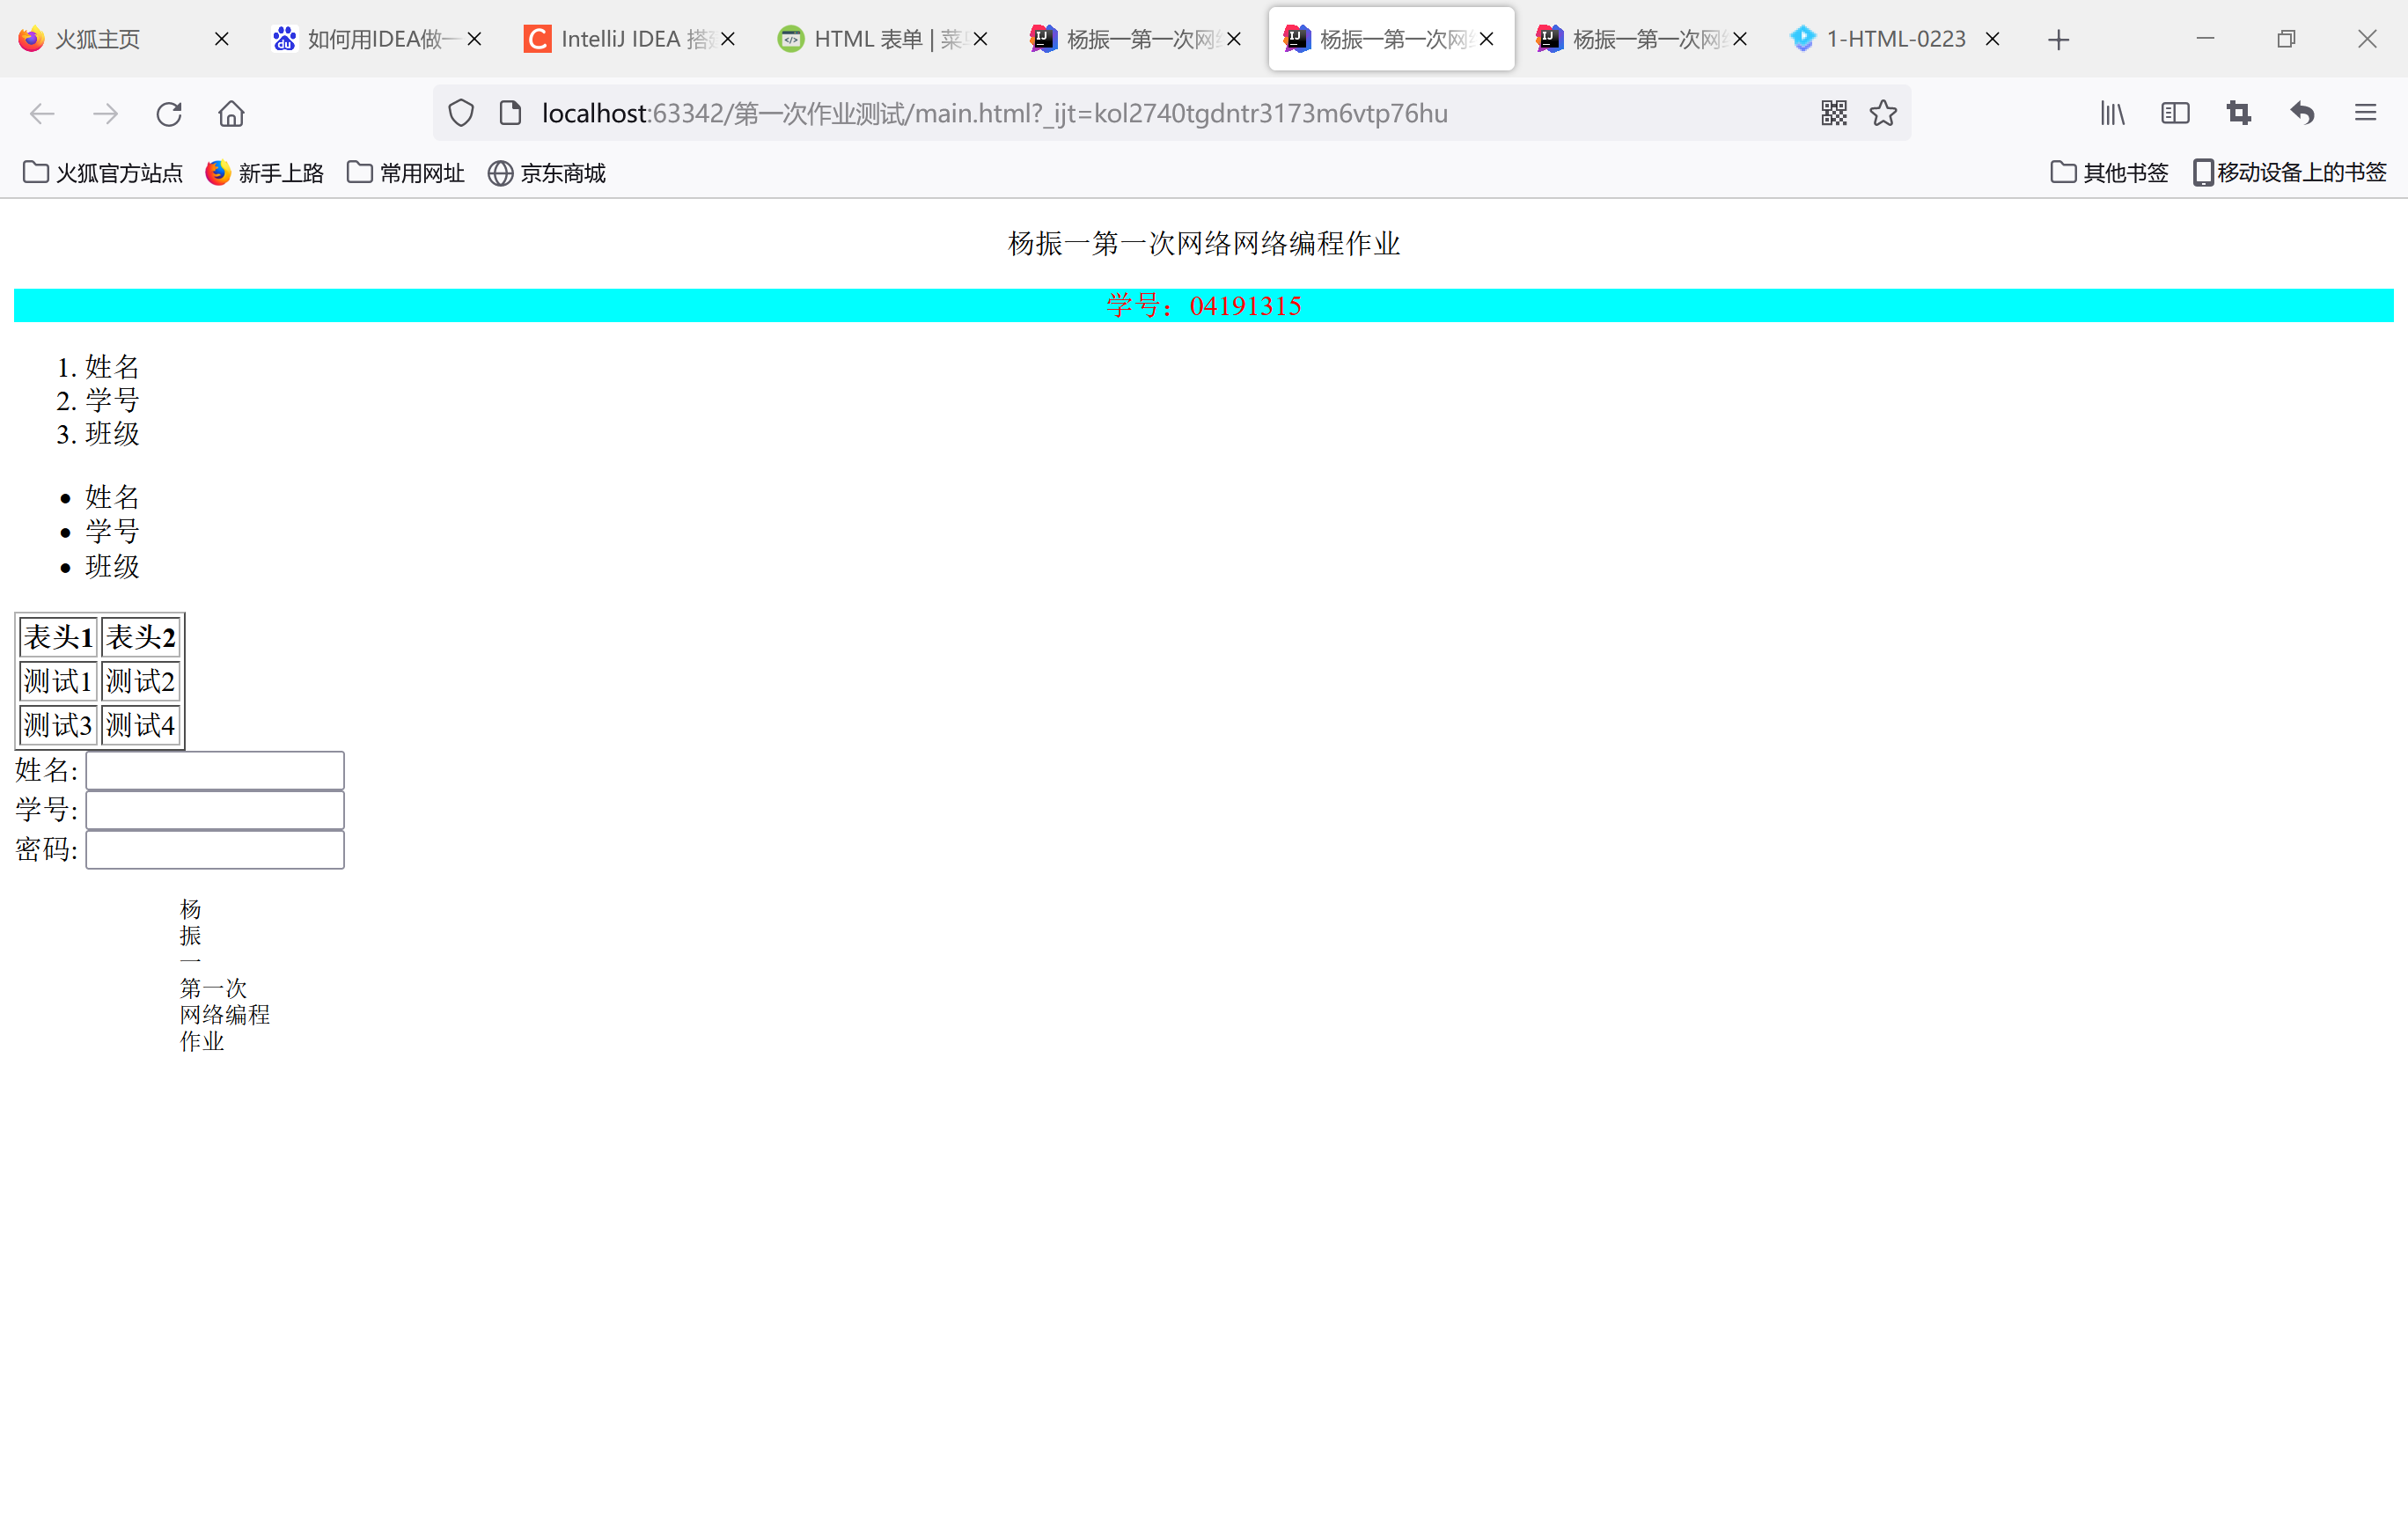 火狐主页
如何用IDEA做一
IntelliJ IDEA 搭
HTML 表单 | 菜
杨振一第一次网
杨振一第一次网
杨振一第一次网
1-HTML-0223
localhost:63342/第一次作业测试/main.html?_ijt=kol2740tgdntr3173m6vtp76hu
火狐官方站点 新手上路 常用网址 京东商城 其他书签 移动设备上的书签
杨振一第一次网络网络编程作业
学号：04191315
1. 姓名
2. 学号
3. 班级
• 姓名
• 学号
• 班级
表头1 表头2
测试1 测试2
测试3 测试4
姓名:
学号:
密码:
杨
振
一
第一次
网络编程
作业